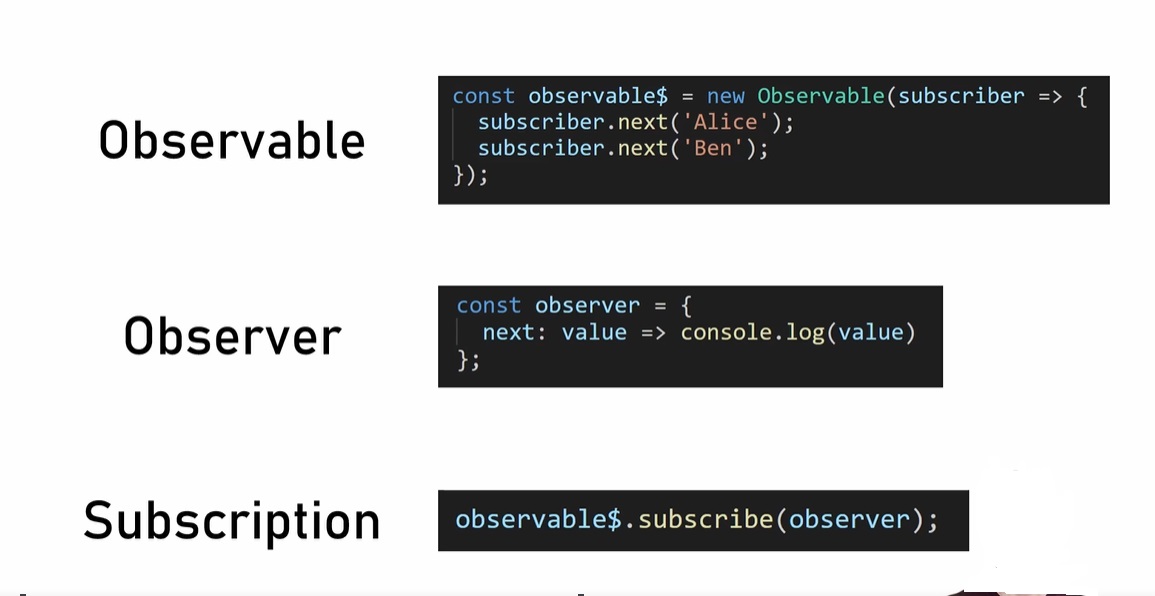 Observable
const observable$ = new Observable(subscriber => {
subscriber.next('Alice');
subscriber.next('Ben');
});
Observer
const observer = {
next: value => console.log(value)
};
Subscription
observable$.subscribe(observer);